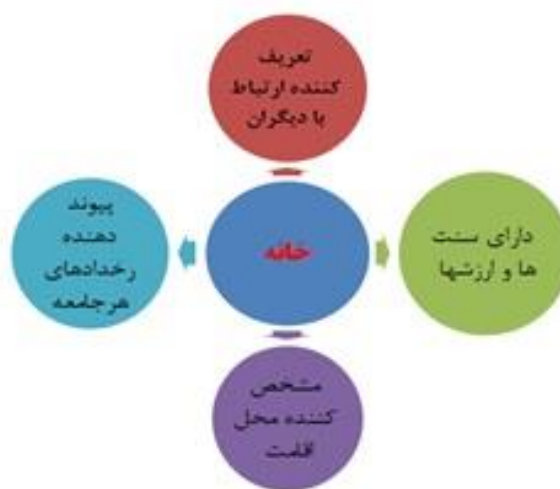 تعریف
کننده ارتباط
با دیگران
دارای سنت
ها و ارزشها
خانه
پیوند
دهنده
رخدادهای
هرجامعه
مشخص
کننده محل
اقامت